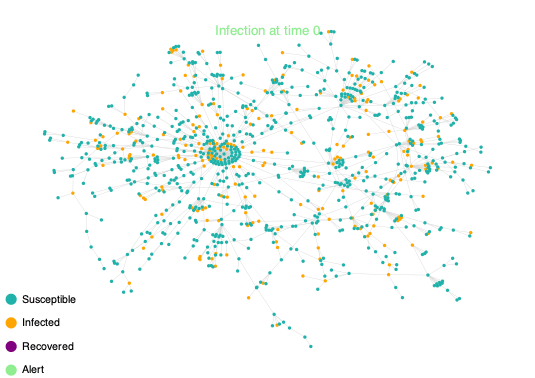 Infection at time 0
Susceptible
Infected
Recovered
Alert